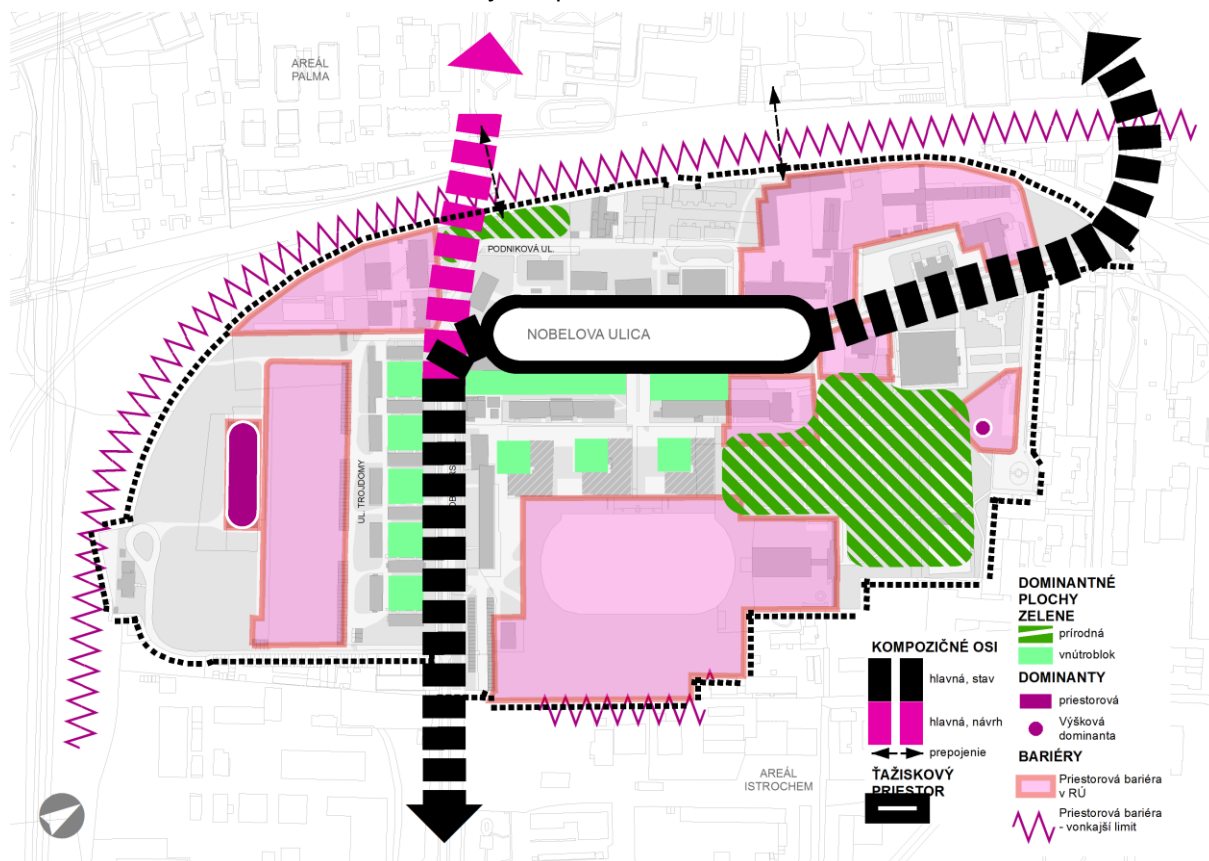 AREÁL
PALMA
PODNIKOVÁ UL.
NOBELOVA ULICA
UL. TROJDOMY
AREÁL
ISTROCHEM
KOMPOZIČNÉ OSI
hlavná, stav
hlavná, návrh
prepojenie
ŤAŽISKOVÝ
PRIESTOR
DOMINANTNÉ
PLOCHY
ZELENE
prírodná
vnútroblok
DOMINANTY
priestorová
Výšková
dominanta
BARIÉRY
Priestorová bariéra
v RÚ
Priestorová bariéra
- vonkajší limit